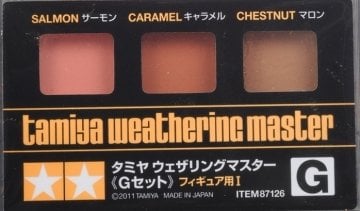 SALMON サーモン CARAMEL キャラメル CHESTNUT マロン
tamiya weathering master
タミヤ ウェザリングマスター
《Gセット》フィギュア用I
©2011 TAMIYA MADE IN JAPAN ITEM87126
G